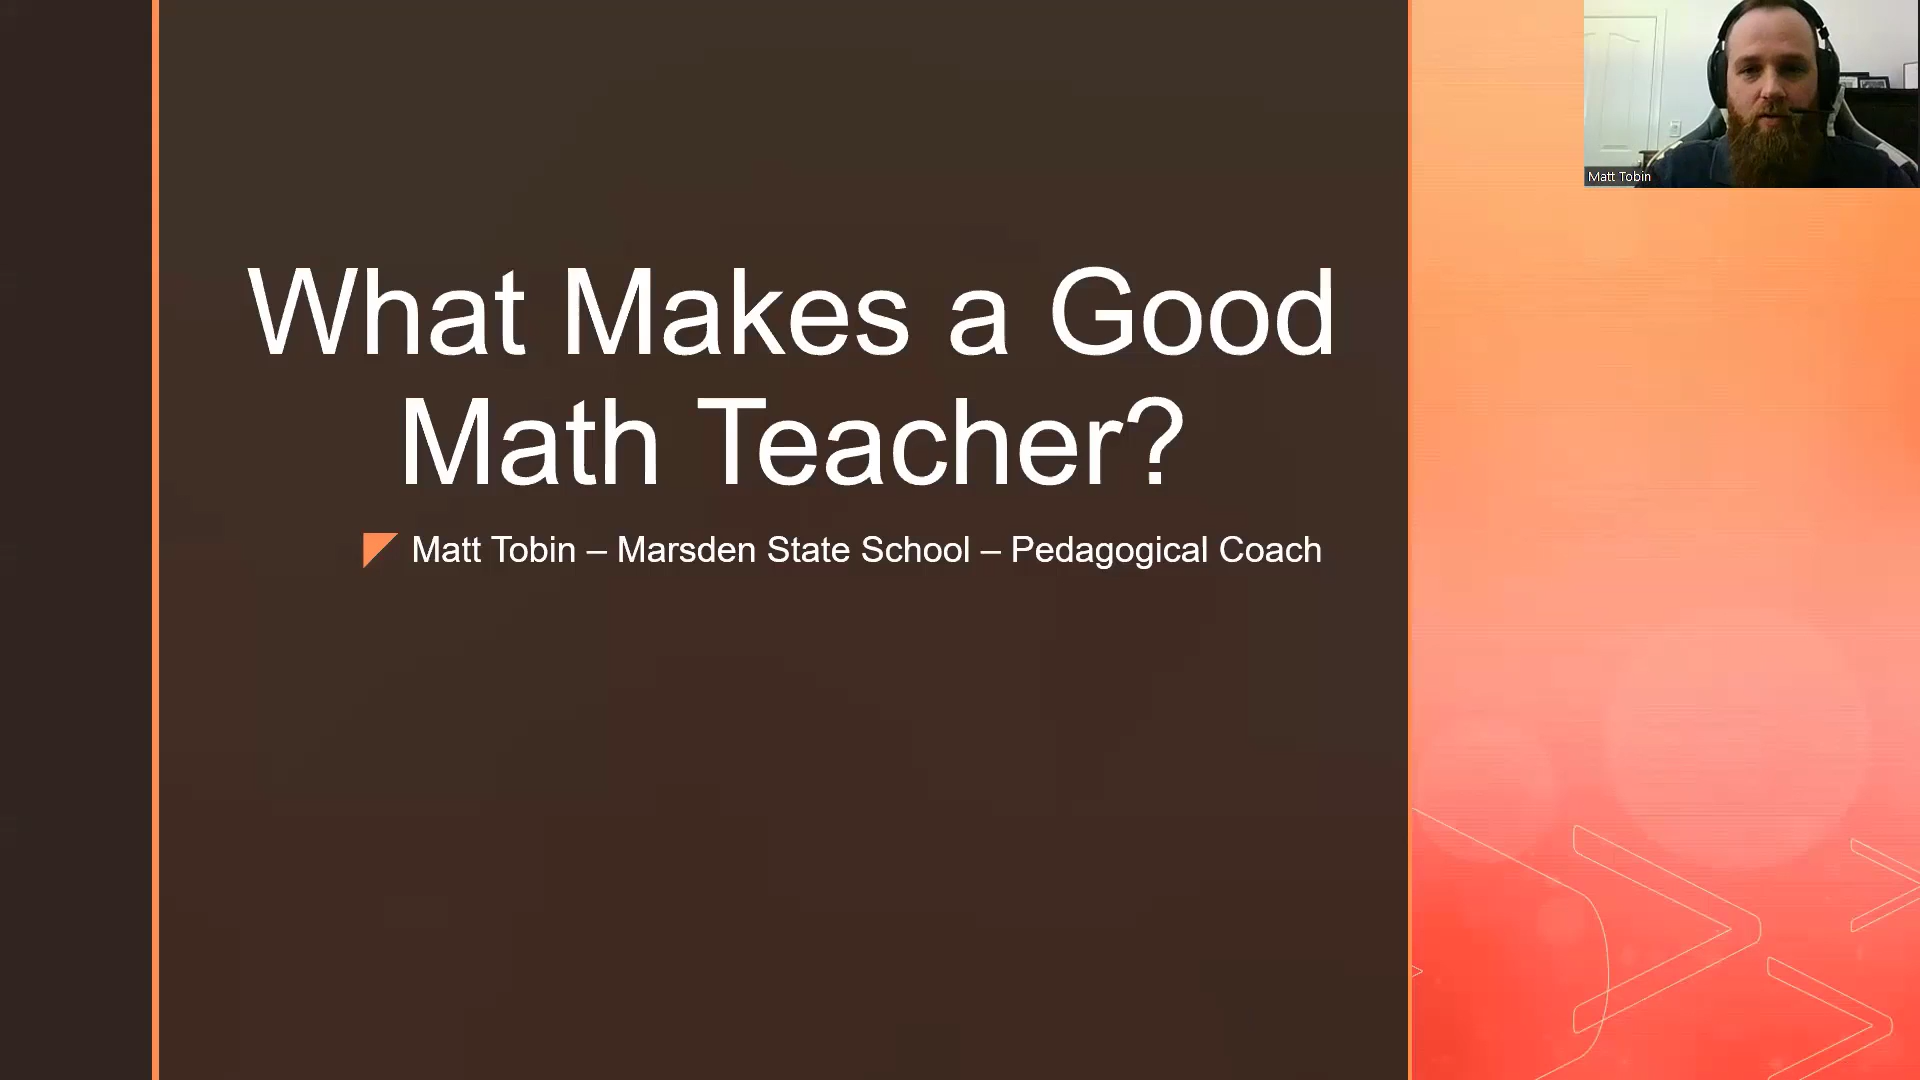 What Makes a Good
Math Teacher?
Matt Tobin – Marsden State School – Pedagogical Coach
Matt Tobin